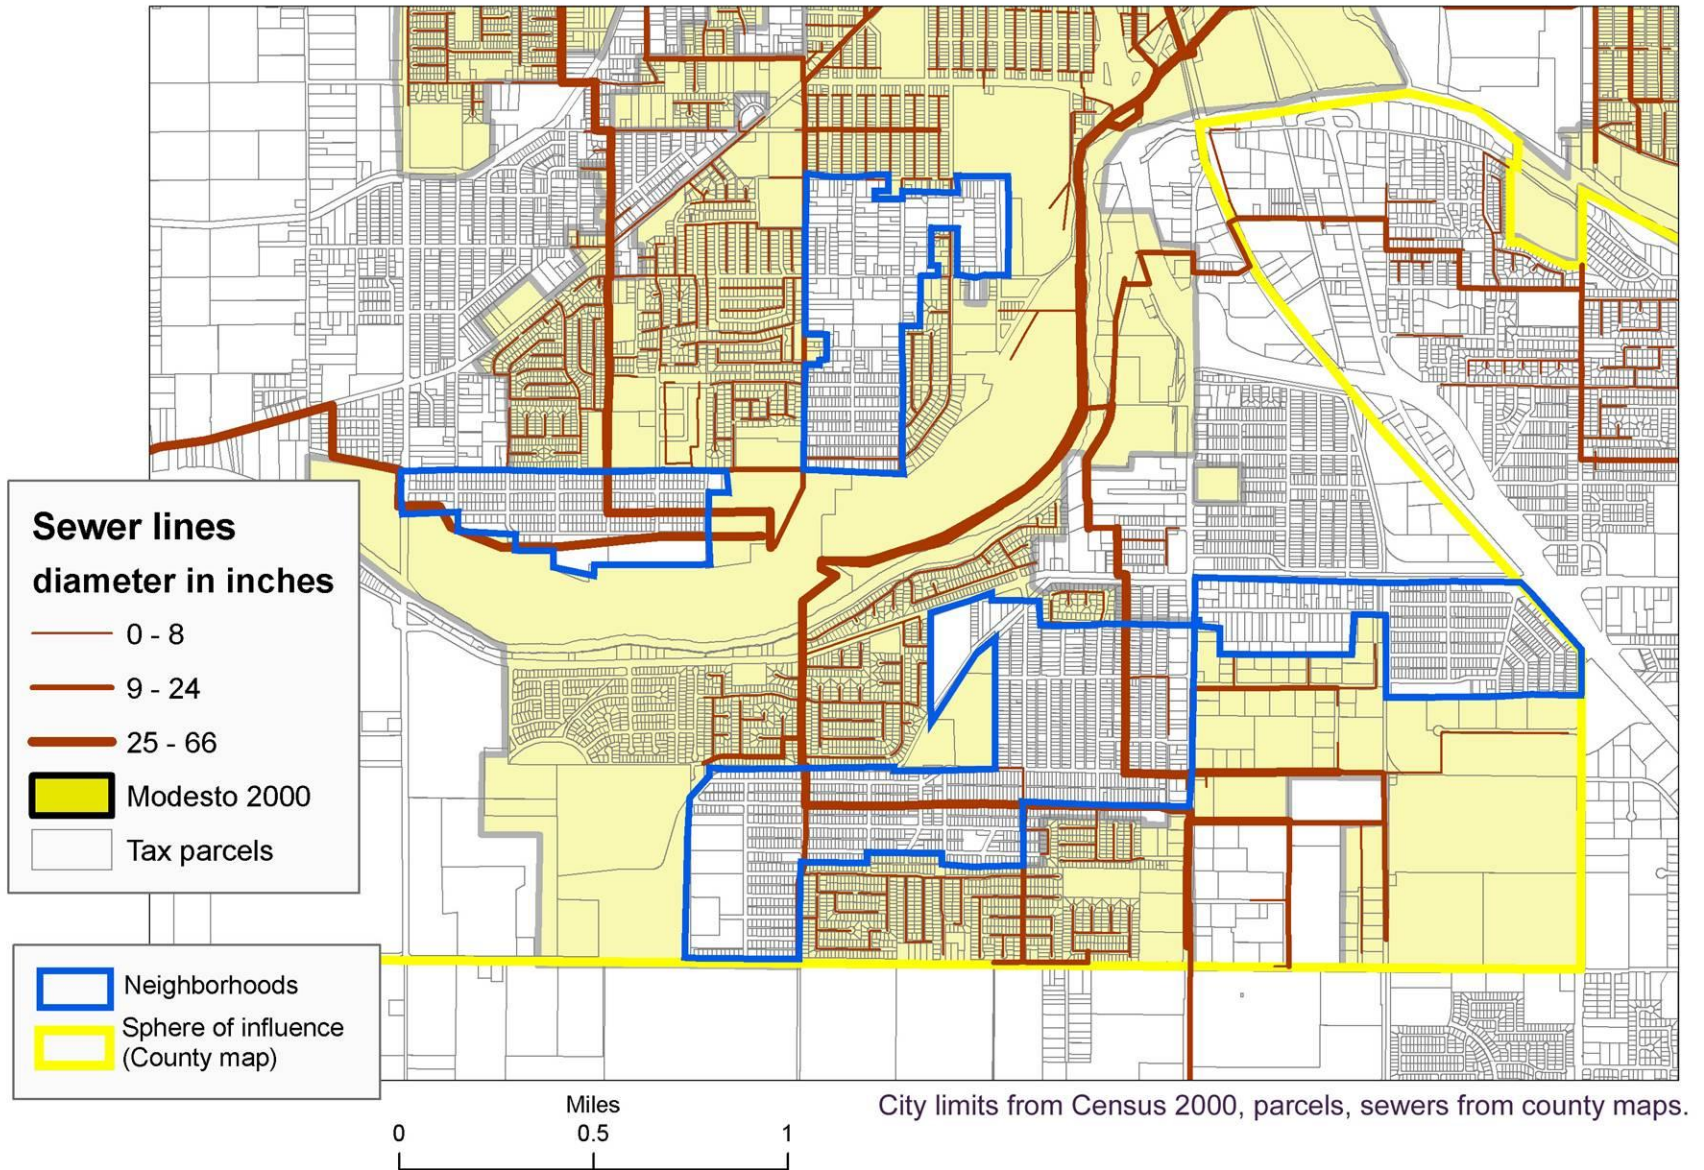 Sewer lines
diameter in inches
0 - 8
9 - 24
25 - 66
Modesto 2000
Tax parcels
Neighborhoods
Sphere of influence
(County map)
Miles
0 0.5 1
City limits from Census 2000, parcels, sewers from county maps.